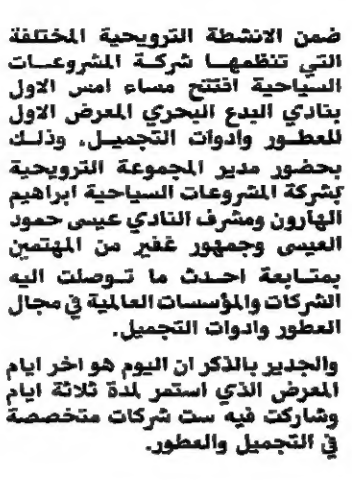 ضمن الانشطة الترويحية المختلفة
التي تنظمها شركة المشروعات
السياحية افتتح مساء امس الاول
بنادي البدع البحري المعرض الاول
للعطور وادوات التجميل، وذلك
بحضور مدير المجموعة الترويحية
بشركة المشروعات السياحية ابراهيم
الهارون ومشرف النادي عيسى حمود
العيسى وجمهور غفير من المهتمين
بمتابعة احدث ما توصلت اليه
الشركات والمؤسسات العالمية في مجال
العطور وادوات التجميل.
والجدير بالذكر ان اليوم هو اخر ايام
المعرض الذي استمر لمدة ثلاثة ايام
وشاركت فيه ست شركات متخصصة
في التجميل والعطور.